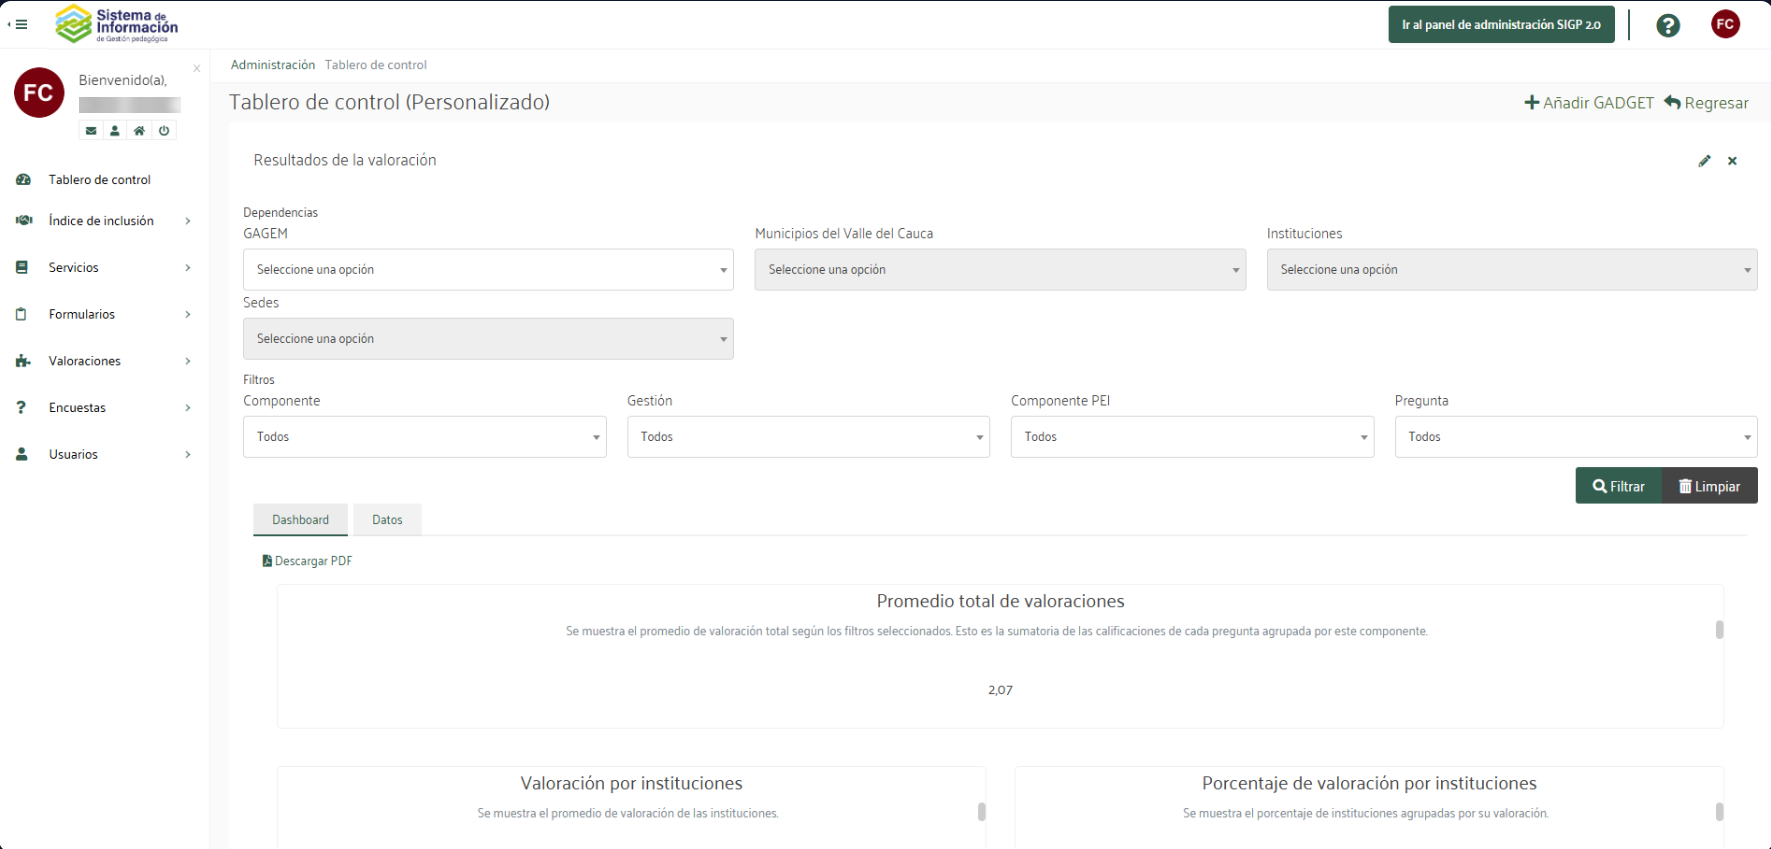 Sistema de
Información
de Gestión pedagógica
Ir al panel de administración SIGP 2.0
?
FC
FC
Bienvenido(a),
x
Administración Tablero de control
Tablero de control (Personalizado)
Añadir GADGET Regresar
Tablero de control
Índice de inclusión
Servicios
Formularios
Valoraciones
Encuestas
Usuarios
Resultados de la valoración
Dependencias
GAGEM Municipios del Valle del Cauca Instituciones
Seleccione una opción Seleccione una opción Seleccione una opción
Sedes
Seleccione una opción
Filtros
Componente Gestión Componente PEI Pregunta
Todos Todos Todos Todos
Filtrar Limpiar
Dashboard Datos
Descargar PDF
Promedio total de valoraciones
Se muestra el promedio de valoración total según los filtros seleccionados. Esto es la sumatoria de las calificaciones de cada pregunta agrupada por este componente.
2,07
Valoración por instituciones
Se muestra el promedio de valoración de las instituciones.
Porcentaje de valoración por instituciones
Se muestra el porcentaje de instituciones agrupadas por su valoración.